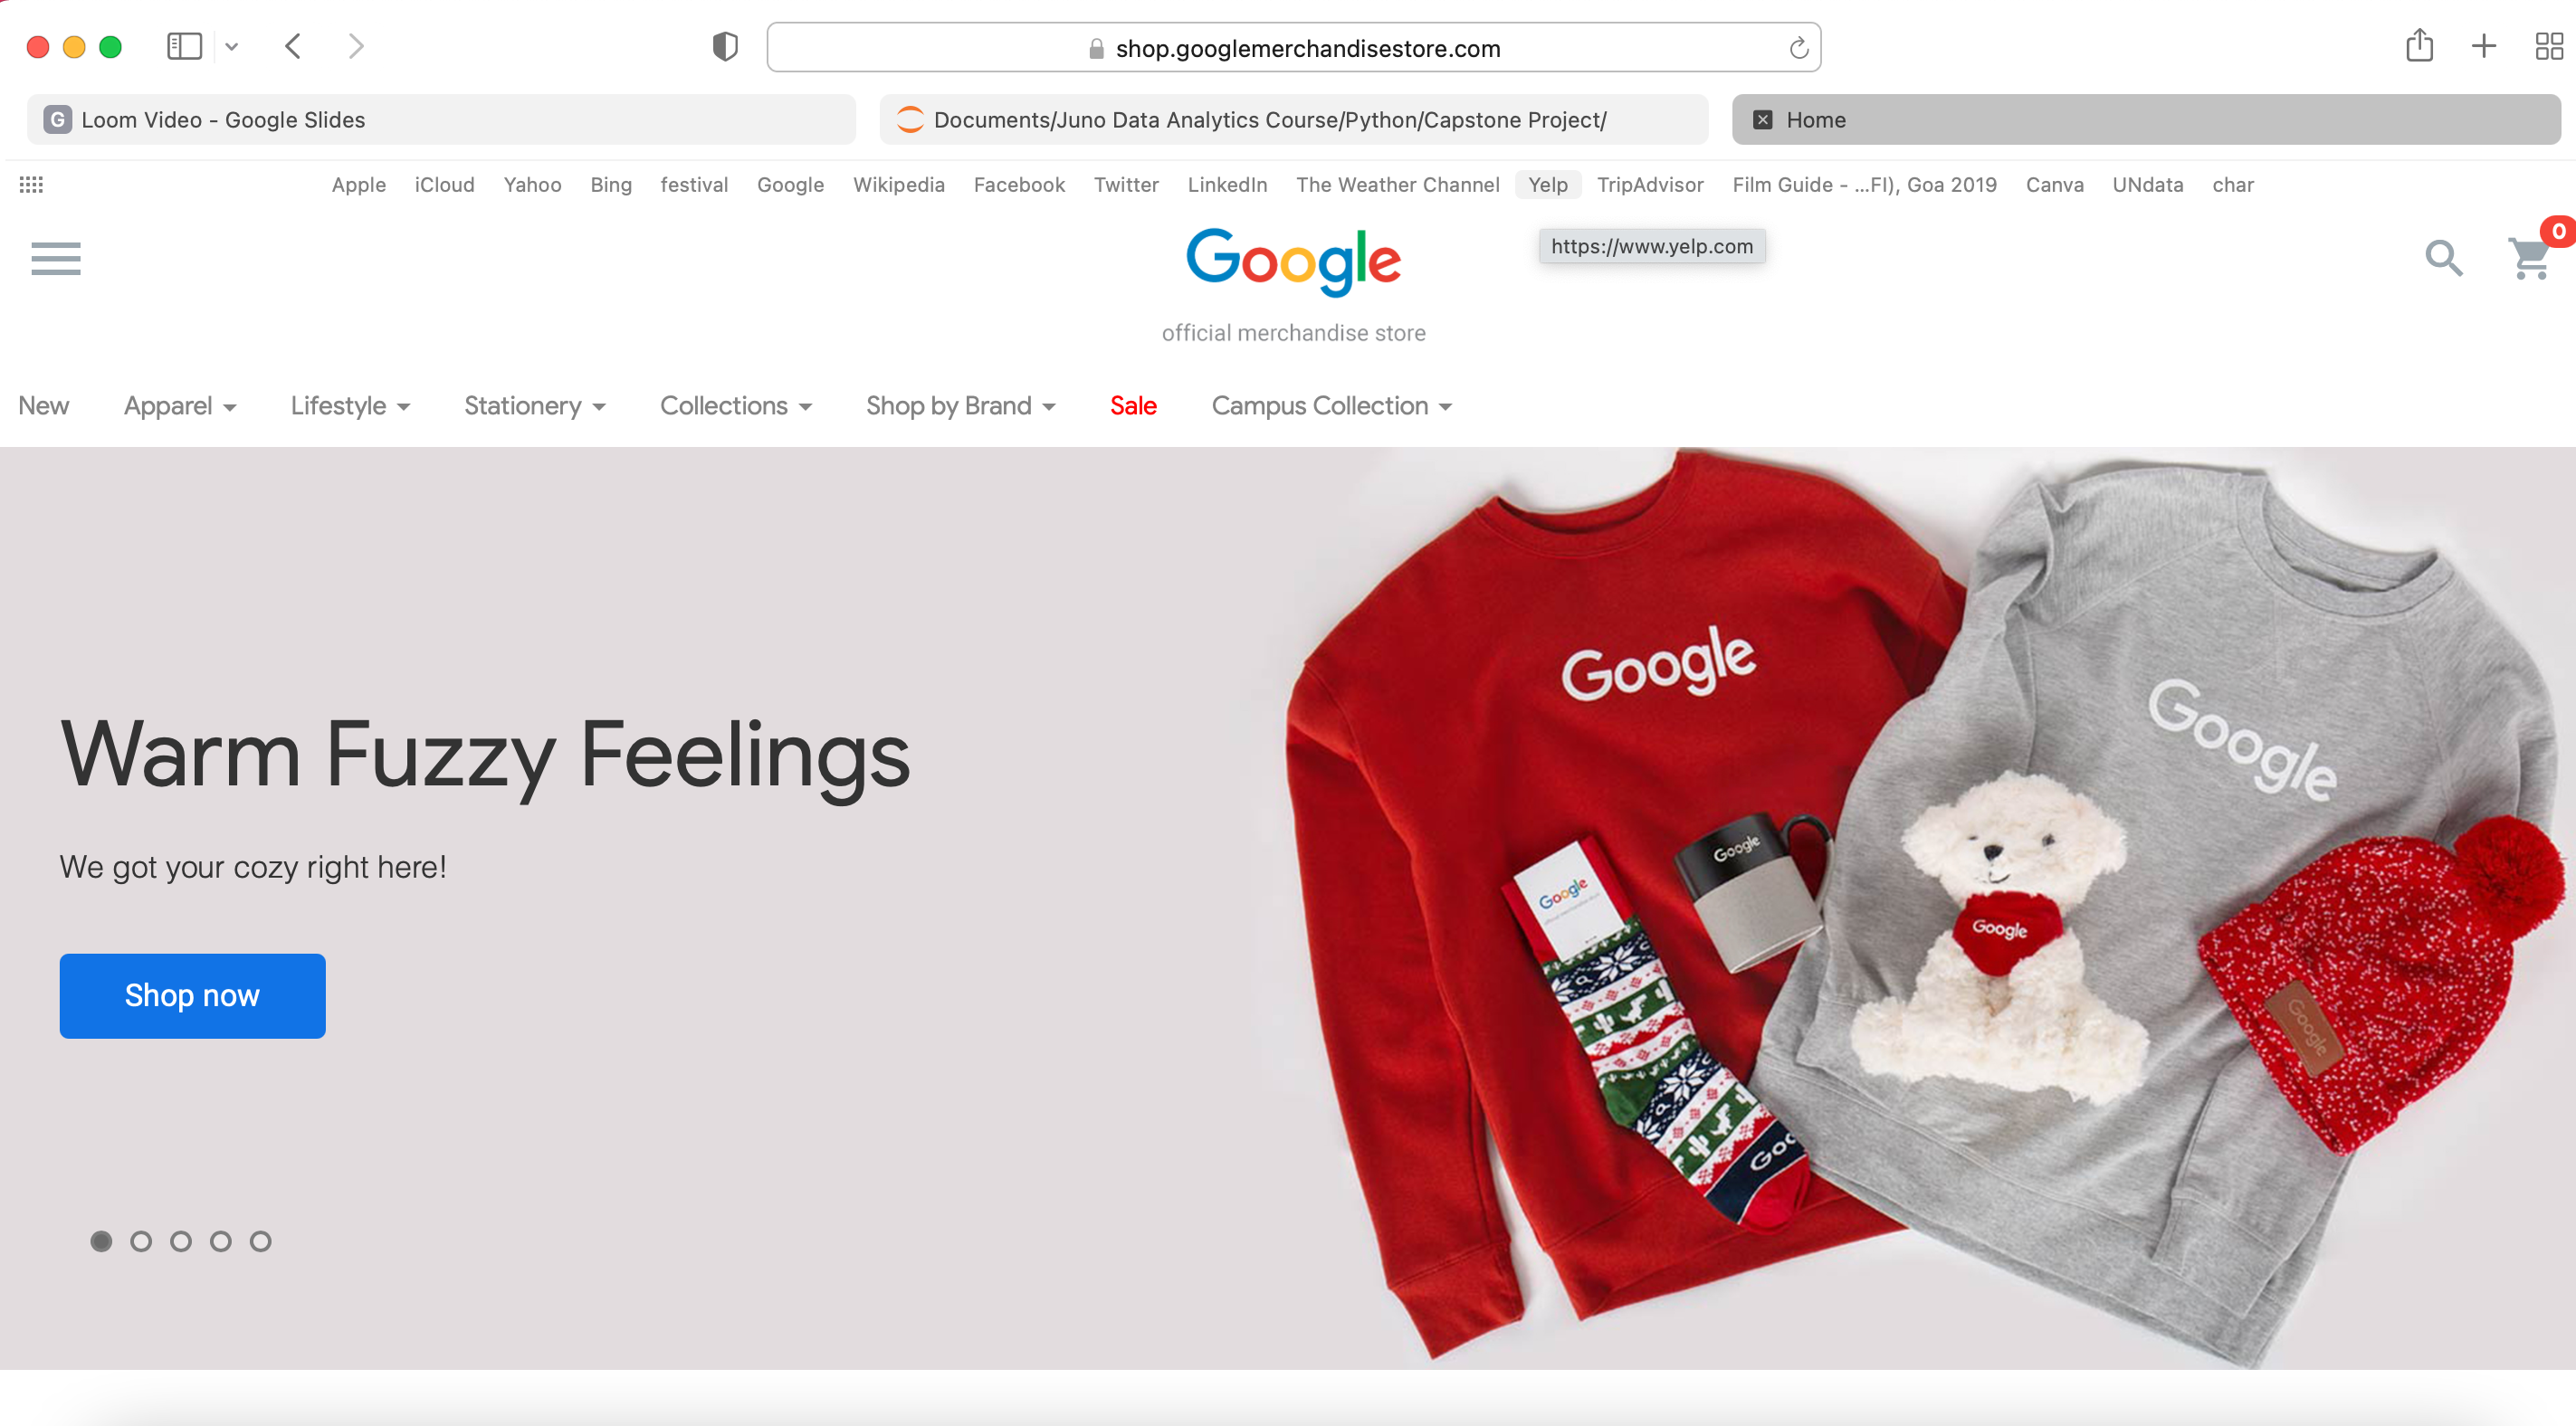 shop.googlemerchandisestore.com
G Loom Video - Google Slides
Documents/Juno Data Analytics Course/Python/Capstone Project/
Home
Apple iCloud Yahoo Bing festival Google Wikipedia Facebook Twitter LinkedIn The Weather Channel Yelp TripAdvisor Film Guide - ...FI), Goa 2019 Canva UNdata char
https://www.yelp.com
0
Google
official merchandise store
New Apparel Lifestyle Stationery Collections Shop by Brand Sale Campus Collection
Warm Fuzzy Feelings
We got your cozy right here!
Shop now
Google
Google
Google
Google
Google
Google
Goo